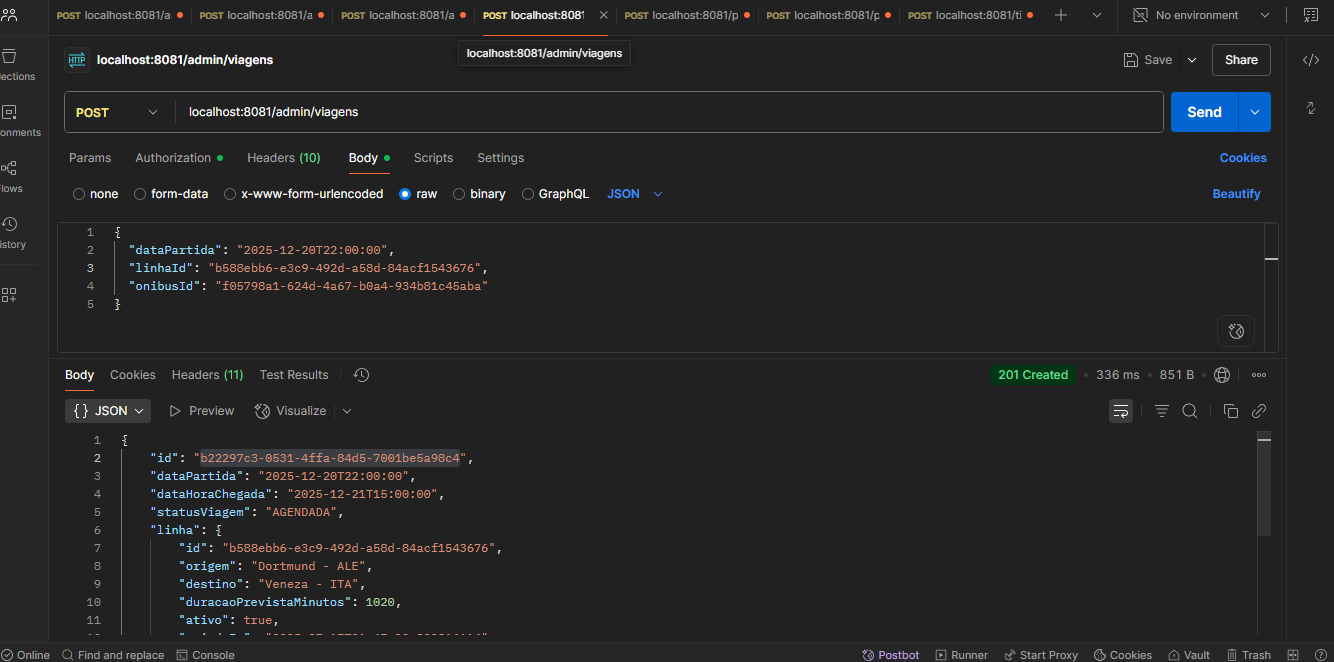 POST localhost:8081/a
POST localhost:8081/a
POST localhost:8081/a
POST localhost:8081
POST localhost:8081/p
POST localhost:8081/p
POST localhost:8081/ti
No environment
localhost:8081/admin/viagens
HTTP localhost:8081/admin/viagens
Save
Share
lections
POST localhost:8081/admin/viagens
Send
onments
Params Authorization Headers (10) Body Scripts Settings Cookies
lows
none form-data x-www-form-urlencoded raw binary GraphQL JSON Beautify
istory
1 {
2 "dataPartida": "2025-12-20T22:00:00",
3 "linhaId": "b588ebb6-e3c9-492d-a58d-84acf1543676",
4 "onibusId": "f05798a1-624d-4a67-b0a4-934b81c45aba"
5 }
Body Cookies Headers (11) Test Results 201 Created 336 ms 851 B
{} JSON Preview Visualize
1 {
2 "id": "b22297c3-0531-4ffa-84d5-7001be5a98c4",
3 "dataPartida": "2025-12-20T22:00:00",
4 "dataHoraChegada": "2025-12-21T15:00:00",
5 "statusViagem": "AGENDADA",
6 "linha": {
7 "id": "b588ebb6-e3c9-492d-a58d-84acf1543676",
8 "origem": "Dortmund - ALE",
9 "destino": "Veneza - ITA",
10 "duracaoPrevistaMinutos": 1020,
11 "ativo": true,
Online Find and replace Console Postbot Runner Start Proxy Cookies Vault Trash